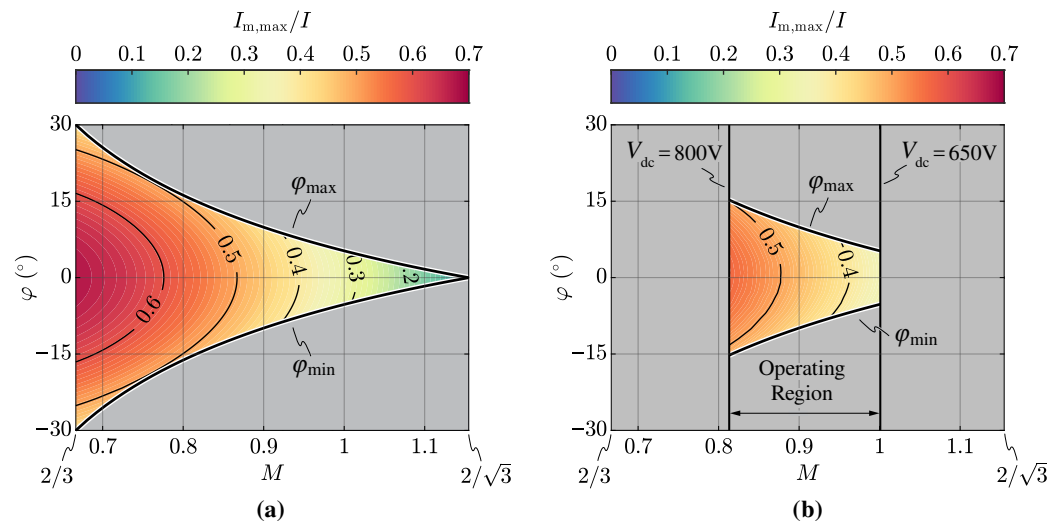 I_m,max/I
0 0.1 0.2 0.3 0.4 0.5 0.6 0.7
30
15
0
−15
−30
φ (°)
φ_max
0.6
0.5
0.4
0.3
.2
φ_min
0.7 0.8 0.9 1 1.1
2/3 M 2/√3
(a)
I_m,max/I
0 0.1 0.2 0.3 0.4 0.5 0.6 0.7
30
15
0
−15
−30
φ (°)
V_dc = 800V
V_dc = 650V
φ_max
0.5
0.4
φ_min
Operating
Region
0.7 0.8 0.9 1 1.1
2/3 M 2/√3
(b)